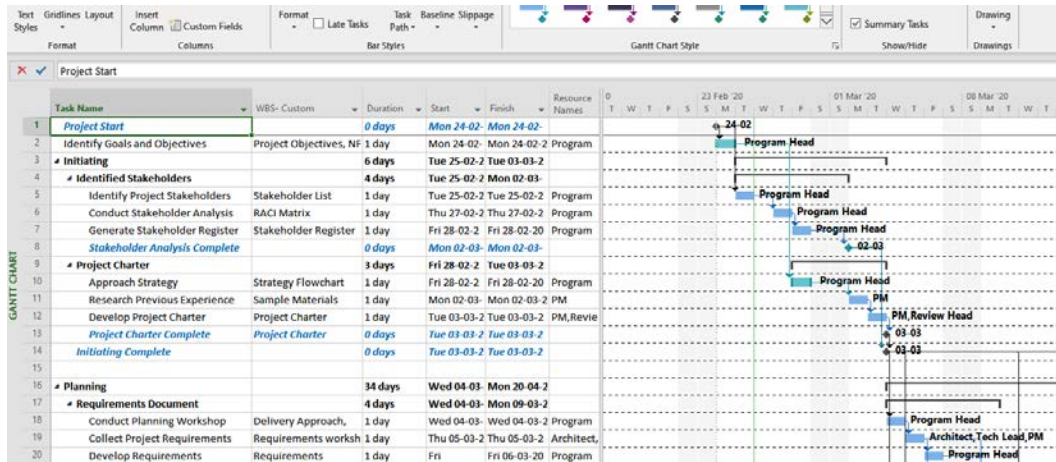 Text Styles
Gridlines
Layout
Format
Insert Column
Custom Fields
Columns
Format
Late Tasks
Task Path
Baseline
Slippage
Bar Styles
Gantt Chart Style
Summary Tasks
Show/Hide
Drawing
Drawings
Project Start
Task Name WBS- Custom Duration Start Finish Resource Names
0 23 Feb '20 01 Mar '20 08 Mar '20
T W T F S S M T W T F S S M T W T F S S M T W T
1 Project Start 0 days Mon 24-02- Mon 24-02- 24-02
2 Identify Goals and Objectives Project Objectives, NF 1 day Mon 24-02- Mon 24-02-2 Program Program Head
3 Initiating 6 days Tue 25-02-2 Tue 03-03-2
4 Identified Stakeholders 4 days Tue 25-02-2 Mon 02-03-
5 Identify Project Stakeholders Stakeholder List 1 day Tue 25-02-2 Tue 25-02-2 Program Program Head
6 Conduct Stakeholder Analysis RACI Matrix 1 day Thu 27-02-2 Thu 27-02-2 Program Program Head
7 Generate Stakeholder Register Stakeholder Register 1 day Fri 28-02-2 Fri 28-02-20 Program Program Head
8 Stakeholder Analysis Complete 0 days Mon 02-03- Mon 02-03- 02-03
9 Project Charter 3 days Fri 28-02-2 Tue 03-03-2
10 Approach Strategy Strategy Flowchart 1 day Fri 28-02-2 Fri 28-02-20 Program Program Head
11 Research Previous Experience Sample Materials 1 day Mon 02-03- Mon 02-03-2 PM PM
12 Develop Project Charter Project Charter 1 day Tue 03-03-2 Tue 03-03-2 PM,Revie PM,Review Head
13 Project Charter Complete Project Charter 0 days Tue 03-03-2 Tue 03-03-2 03-03
14 Initiating Complete 0 days Tue 03-03-2 Tue 03-03-2 03-03
15
16 Planning 34 days Wed 04-03- Mon 20-04-2
17 Requirements Document 4 days Wed 04-03- Mon 09-03-2
18 Conduct Planning Workshop Delivery Approach, 1 day Wed 04-03- Wed 04-03-2 Program Program Head
19 Collect Project Requirements Requirements worksh 1 day Thu 05-03-2 Thu 05-03-2 Architect, Architect,Tech Lead,PM
20 Develop Requirements Requirements 1 day Fri Fri 06-03-20 Program Program Head
GANTT CHART